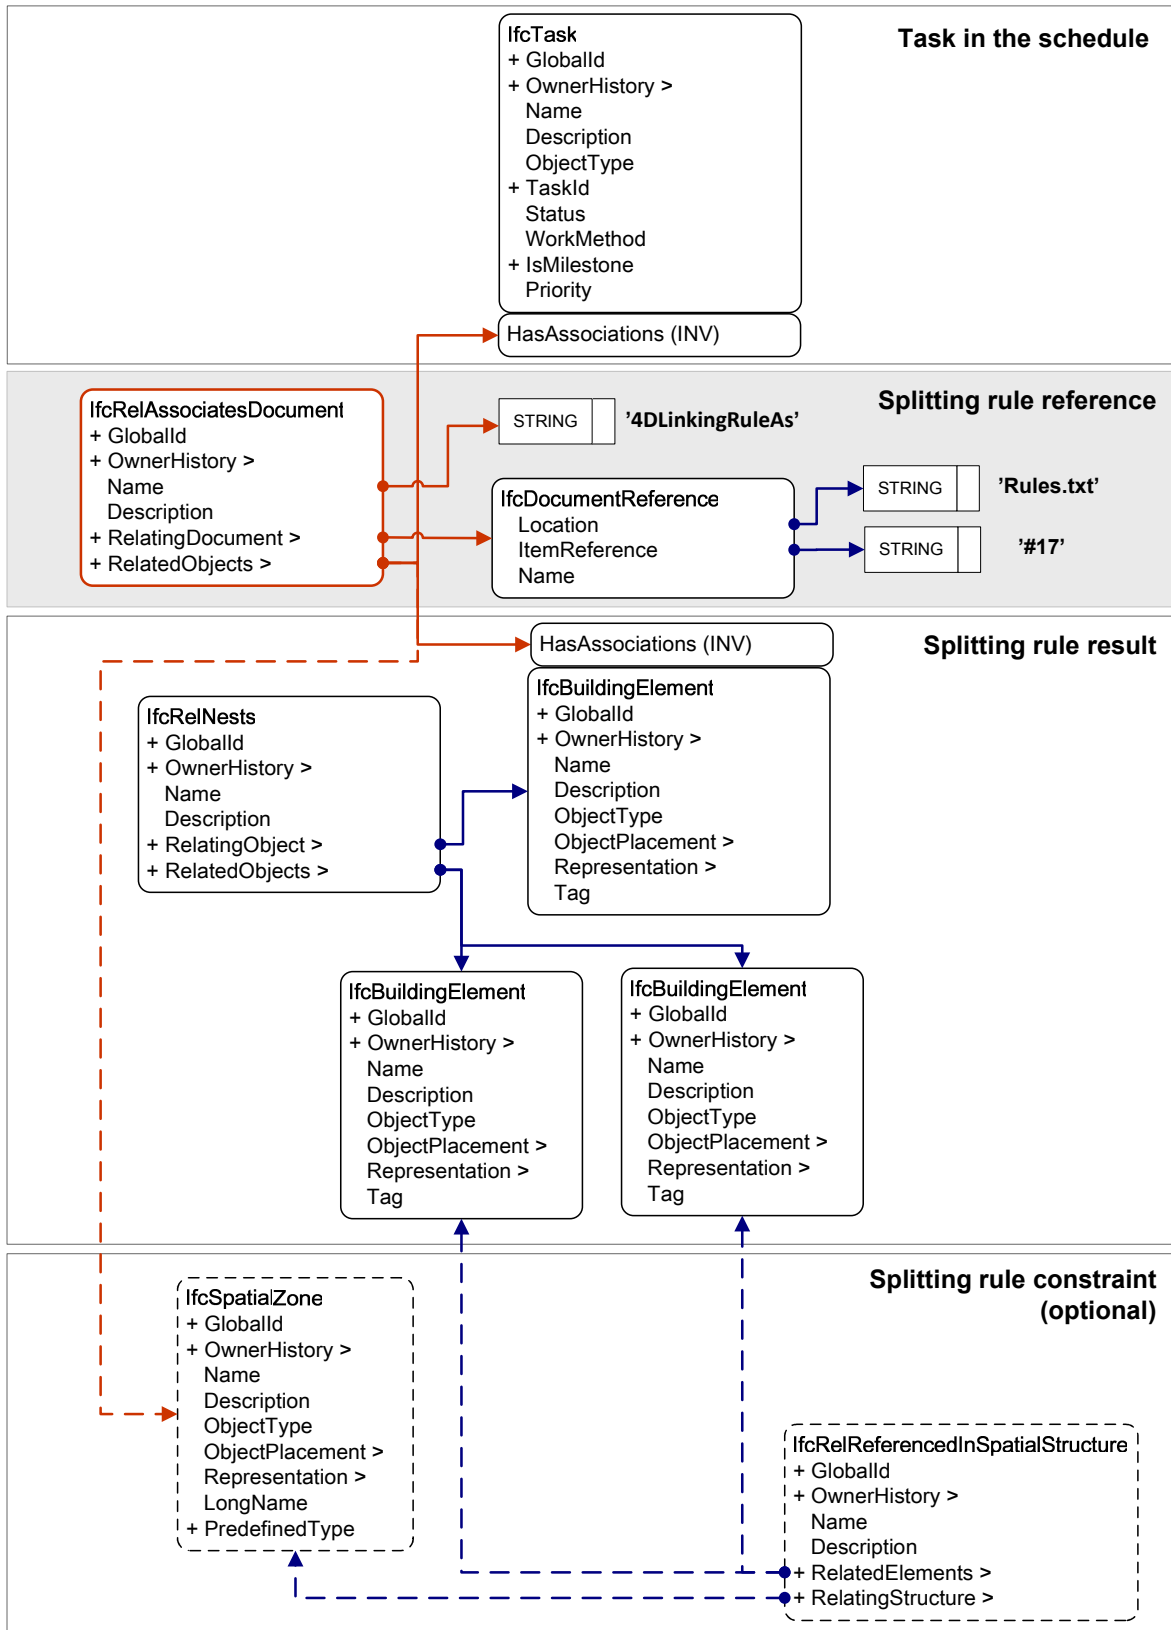 Task in the schedule
IfcTask
+ GlobalId
+ OwnerHistory >
Name
Description
ObjectType
+ TaskId
Status
WorkMethod
+ IsMilestone
Priority
HasAssociations (INV)
Splitting rule reference
IfcRelAssociatesDocument
+ GlobalId
+ OwnerHistory >
Name
Description
+ RelatingDocument >
+ RelatedObjects >
STRING
’4DLinkingRuleAs’
IfcDocumentReference
Location
ItemReference
Name
STRING
’Rules.txt’
STRING
’#17’
Splitting rule result
HasAssociations (INV)
IfcBuildingElement
+ GlobalId
+ OwnerHistory >
Name
Description
ObjectType
ObjectPlacement >
Representation >
Tag
IfcRelNests
+ GlobalId
+ OwnerHistory >
Name
Description
+ RelatingObject >
+ RelatedObjects >
IfcBuildingElement
+ GlobalId
+ OwnerHistory >
Name
Description
ObjectType
ObjectPlacement >
Representation >
Tag
IfcBuildingElement
+ GlobalId
+ OwnerHistory >
Name
Description
ObjectType
ObjectPlacement >
Representation >
Tag
Splitting rule constraint
(optional)
IfcSpatialZone
+ GlobalId
+ OwnerHistory >
Name
Description
ObjectType
ObjectPlacement >
Representation >
LongName
+ PredefinedType
IfcRelReferencedInSpatialStructure
+ GlobalId
+ OwnerHistory >
Name
Description
+ RelatedElements >
+ RelatingStructure >